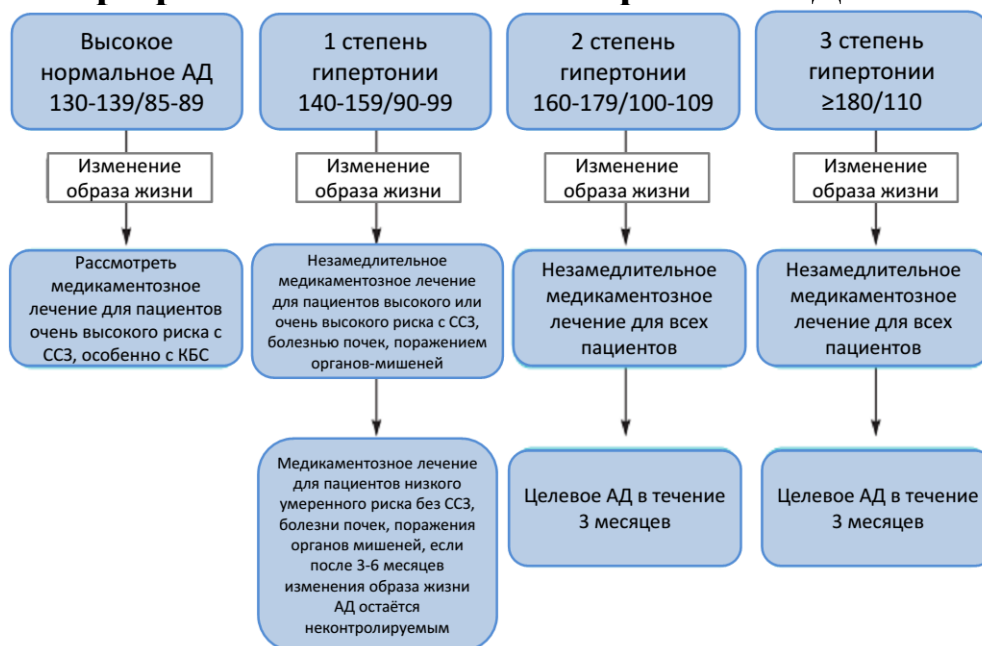 Высокое
нормальное АД
130-139/85-89
1 степень
гипертонии
140-159/90-99
2 степень
гипертонии
160-179/100-109
3 степень
гипертонии
≥180/110
Изменение
образа жизни
Изменение
образа жизни
Изменение
образа жизни
Изменение
образа жизни
Рассмотреть
медикаментозное
лечение для пациентов
очень высокого риска с
ССЗ, особенно с КБС
Незамедлительное
медикаментозное лечение
для пациентов высокого или
очень высокого риска с ССЗ,
болезнью почек, поражением
органов-мишеней
Незамедлительное
медикаментозное
лечение для всех
пациентов
Незамедлительное
медикаментозное
лечение для всех
пациентов
Медикаментозное лечение
для пациентов низкого
умеренного риска без ССЗ,
болезни почек, поражения
органов мишеней, если
после 3-6 месяцев
изменения образа жизни
АД остаётся
неконтролируемым
Целевое АД в течение
3 месяцев
Целевое АД в течение
3 месяцев